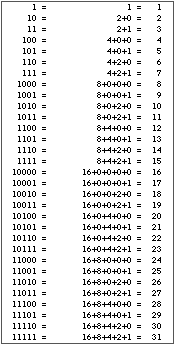 1 = 1 = 1
10 = 2+0 = 2
11 = 2+1 = 3
100 = 4+0+0 = 4
101 = 4+0+1 = 5
110 = 4+2+0 = 6
111 = 4+2+1 = 7
1000 = 8+0+0+0 = 8
1001 = 8+0+0+1 = 9
1010 = 8+0+2+0 = 10
1011 = 8+0+2+1 = 11
1100 = 8+4+0+0 = 12
1101 = 8+4+0+1 = 13
1110 = 8+4+2+0 = 14
1111 = 8+4+2+1 = 15
10000 = 16+0+0+0+0 = 16
10001 = 16+0+0+0+1 = 17
10010 = 16+0+0+2+0 = 18
10011 = 16+0+0+2+1 = 19
10100 = 16+0+4+0+0 = 20
10101 = 16+0+4+0+1 = 21
10110 = 16+0+4+2+0 = 22
10111 = 16+0+4+2+1 = 23
11000 = 16+8+0+0+0 = 24
11001 = 16+8+0+0+1 = 25
11010 = 16+8+0+2+0 = 26
11011 = 16+8+0+2+1 = 27
11100 = 16+8+4+0+0 = 28
11101 = 16+8+4+0+1 = 29
11110 = 16+8+4+2+0 = 30
11111 = 16+8+4+2+1 = 31